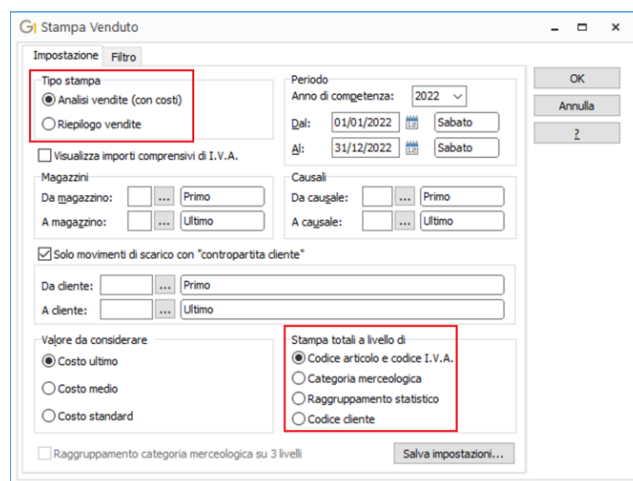 G1 Stampa Venduto
Impostazione Filtro
Tipo stampa
Analisi vendite (con costi)
Riepilogo vendite
Periodo
Anno di competenza: 2022
Dal: 01/01/2022 Sabato
Al: 31/12/2022 Sabato
OK
Annulla
?
Visualizza importi comprensivi di I.V.A.
Magazzini
Da magazzino: ... Primo
A magazzino: ... Ultimo
Causali
Da causale: ... Primo
A causale: ... Ultimo
Solo movimenti di scarico con "contropartita cliente"
Da cliente: ... Primo
A cliente: ... Ultimo
Valore da considerare
Costo ultimo
Costo medio
Costo standard
Stampa totali a livello di
Codice articolo e codice I.V.A.
Categoria merceologica
Raggruppamento statistico
Codice cliente
Raggruppamento categoria merceologica su 3 livelli
Salva impostazioni...